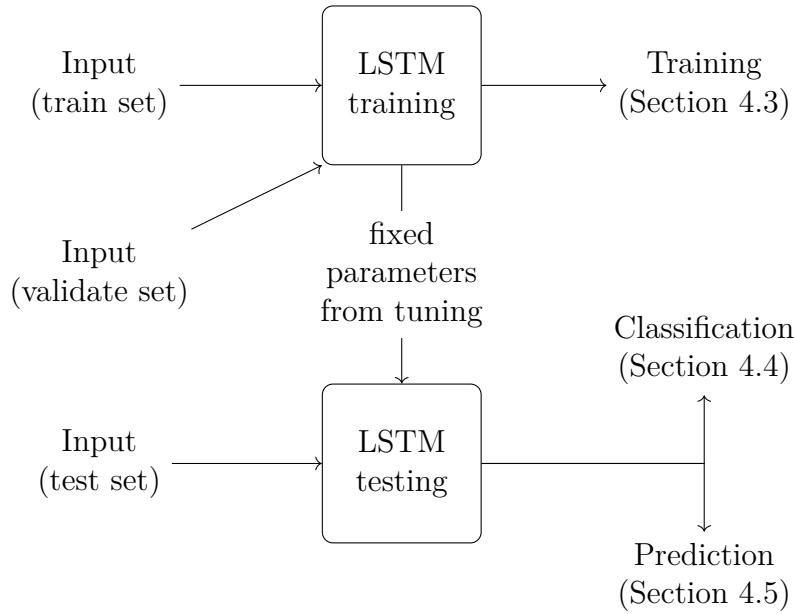 Input
(train set)
LSTM
training
Training
(Section 4.3)
Input
(validate set)
fixed
parameters
from tuning
Classification
(Section 4.4)
Input
(test set)
LSTM
testing
Prediction
(Section 4.5)